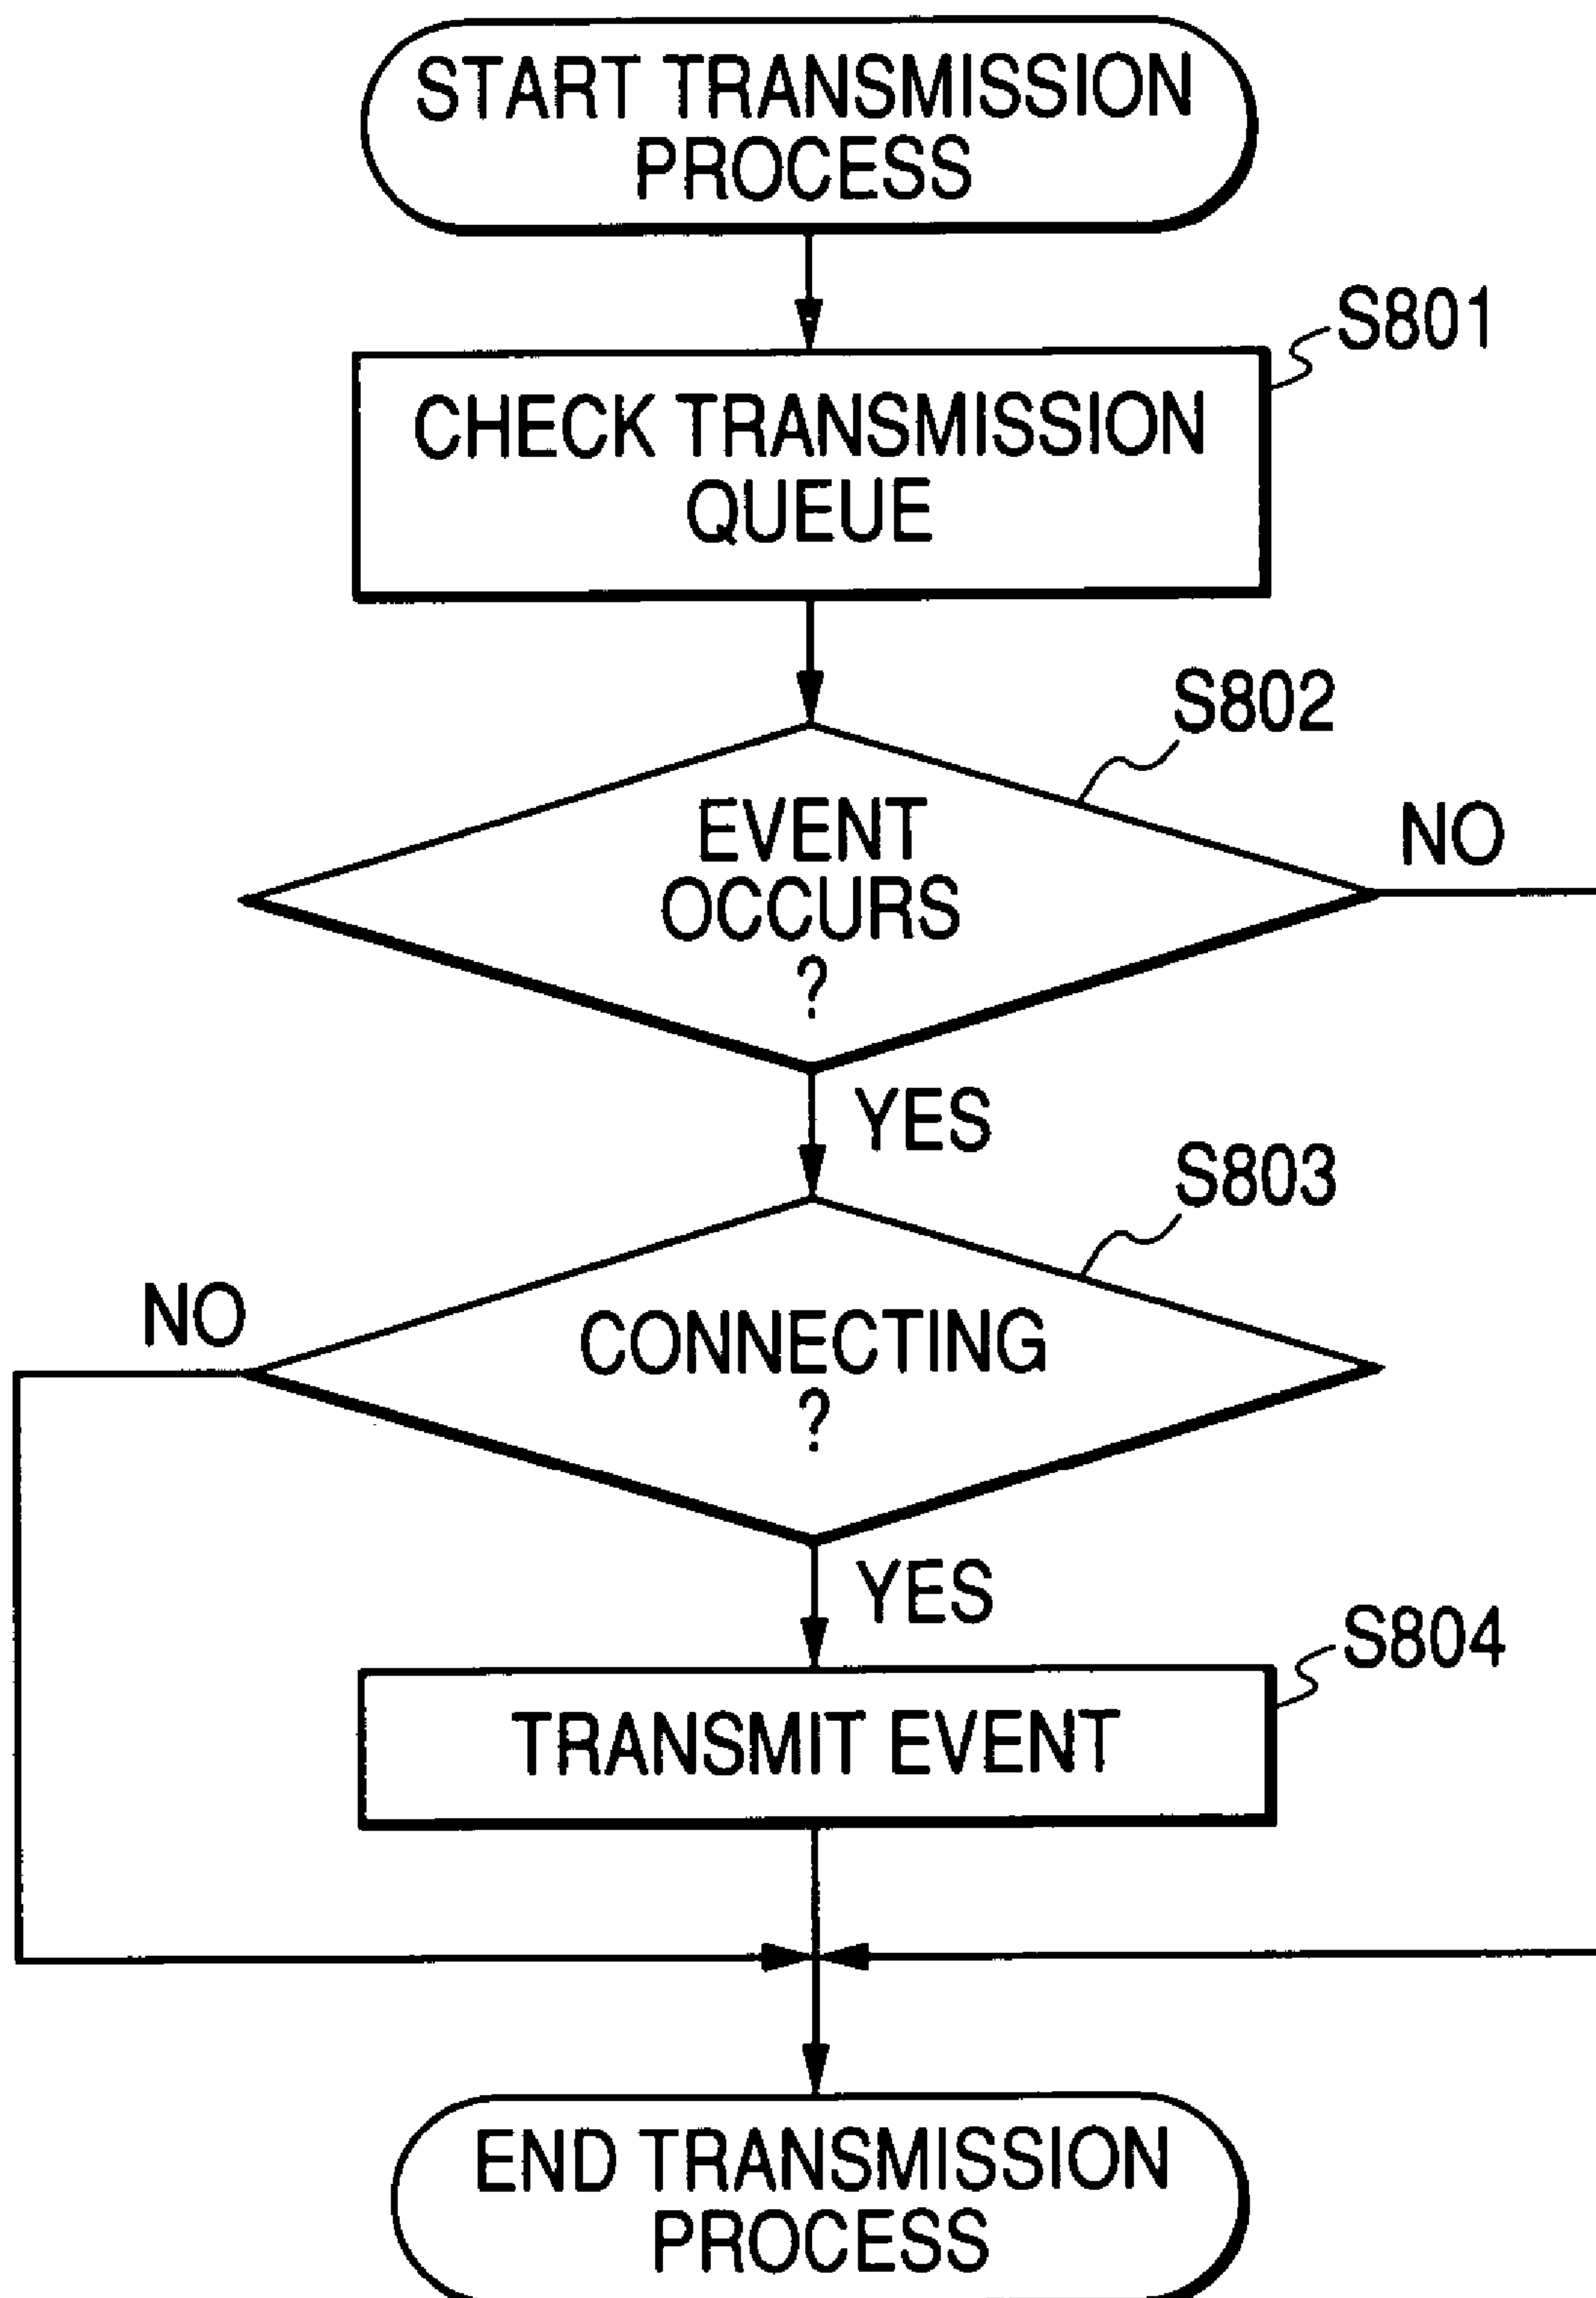 START TRANSMISSION
PROCESS
S801
CHECK TRANSMISSION
QUEUE
S802
EVENT
OCCURS
?
NO
YES
S803
NO
CONNECTING
?
YES
S804
TRANSMIT EVENT
END TRANSMISSION
PROCESS